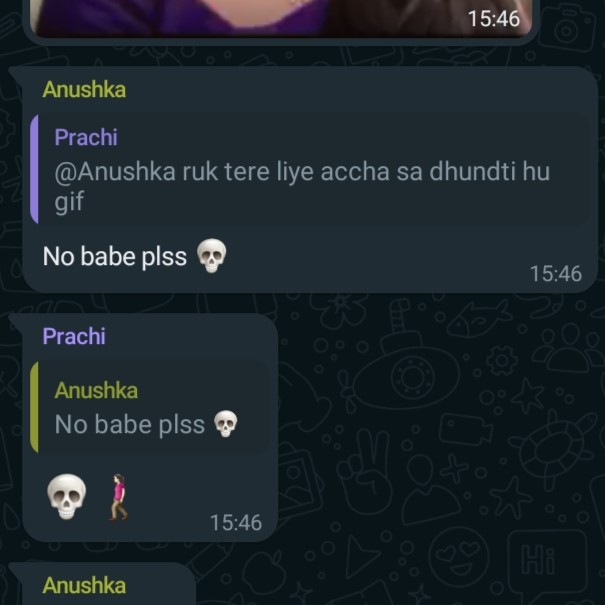 15:46
Anushka
Prachi
@Anushka ruk tere liye accha sa dhundti hu
gif
No babe plss 💀
15:46
Prachi
Anushka
No babe plss 💀
💀 🚶‍♀️
15:46
Anushka
Hi